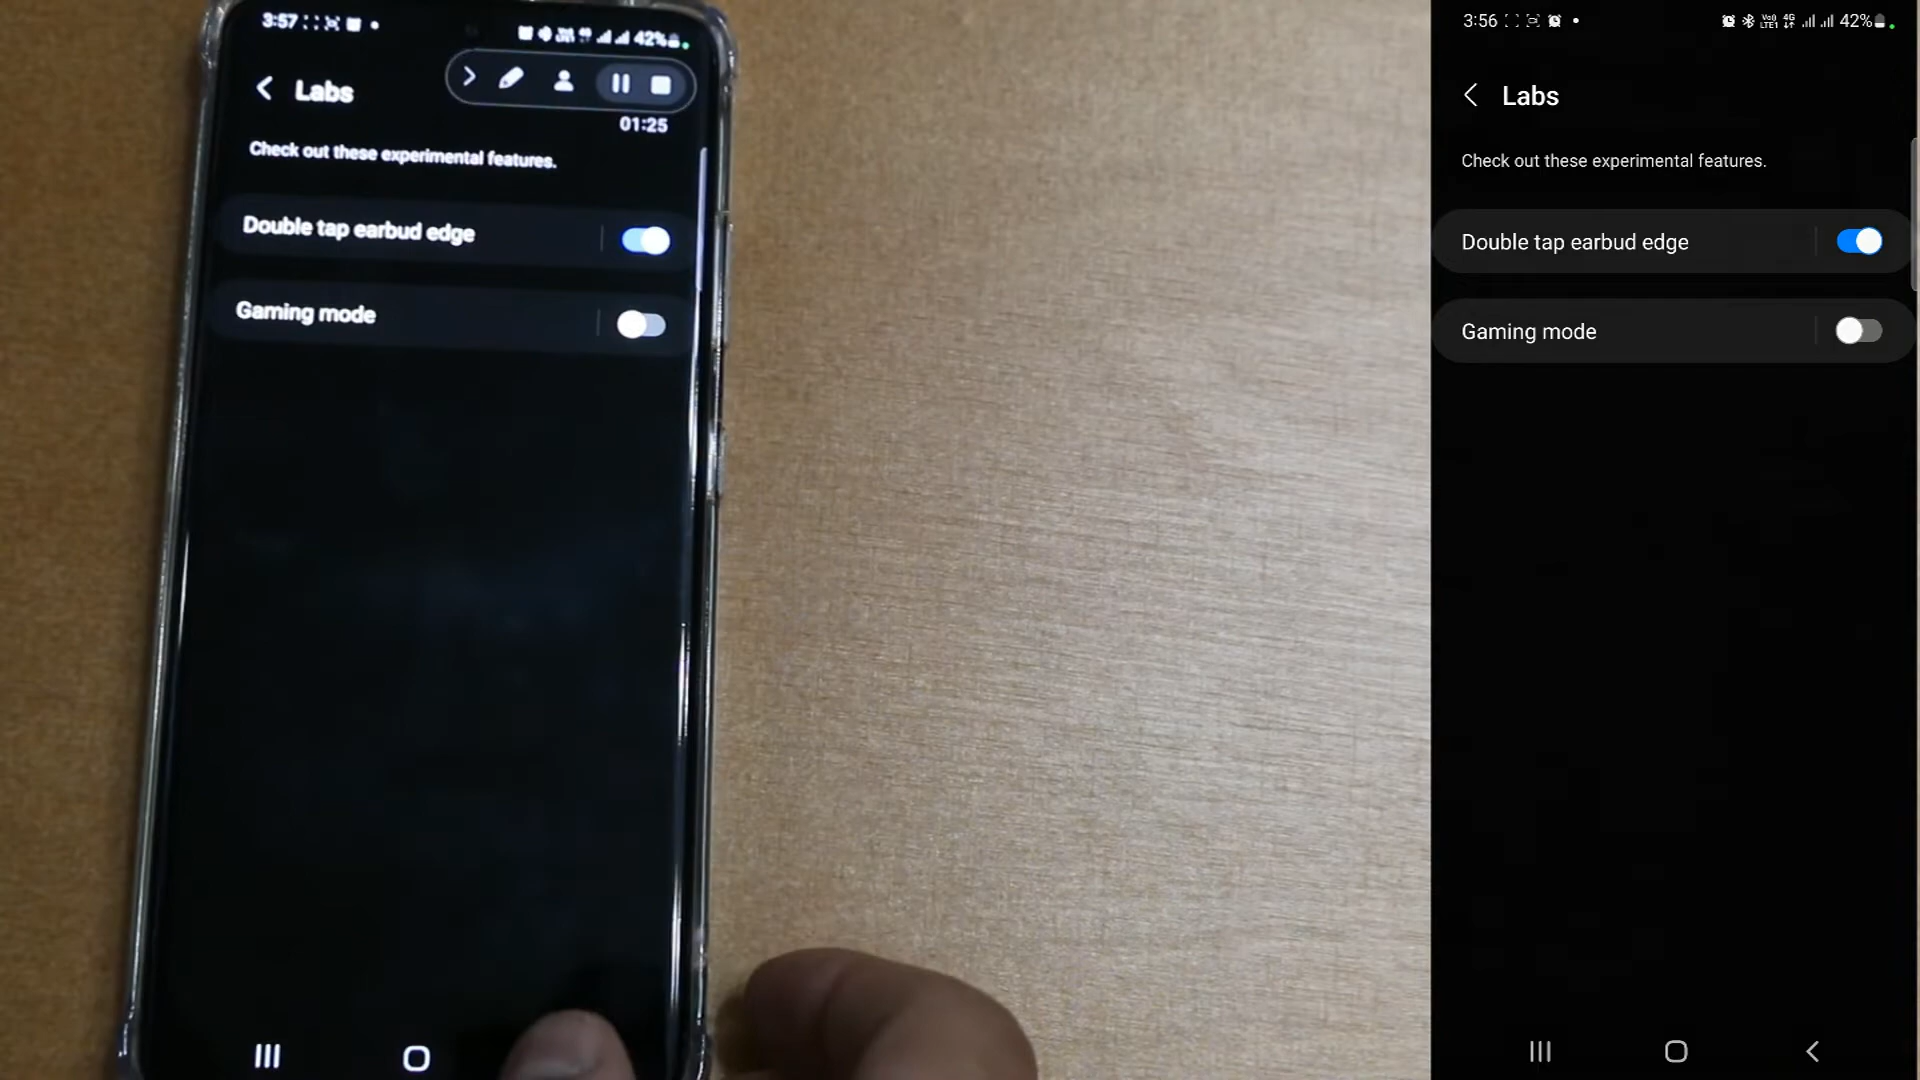 3:57
42%
Labs
01:25
Check out these experimental features.
Double tap earbud edge
Gaming mode
3:56
4G
42%
Labs
Check out these experimental features.
Double tap earbud edge
Gaming mode